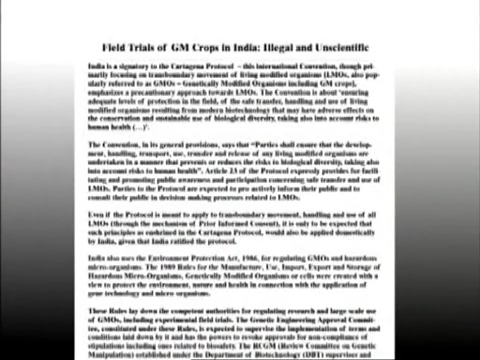 Field Trials of GM Crops in India: Illegal and Unscientific
India is a signatory to the Cartagena Protocol – this international Convention, though pri-
marily focusing on transboundary movement of living modified organisms [LMOs, also pop-
ularly referred to as GMOs – Genetically Modified Organisms including GM crops],
emphasizes a precautionary approach towards LMOs. The Convention is about 'ensuring
adequate levels of protection in the field, of the safe transfer, handling and use of living
modified organisms resulting from modern biotechnology that may have adverse effects on
the conservation and sustainable use of biological diversity, taking also into account risks to
human health (…)'.
The Convention, in its general provisions, says that "Parties shall ensure that the develop-
ment, handling, transport, use, transfer and release of any living modified organisms are
undertaken in a manner that prevents or reduces the risks to biological diversity, taking also
into account risks to human health". Article 23 of the Protocol expressly provides for facili-
tating and promoting public awareness and participation concerning safe transfer and use of
LMOs. Parties to the Protocol are expected to pro actively inform their public and to
consult their public in decision making processes related to LMOs.
Even if the Protocol is meant to apply to transboundary movement, handling and use of all
LMOs (through the mechanism of Prior Informed Consent), it is only to be expected that
such principles as enshrined in the Cartagena Protocol, would also be applied domestically
by India, given that India ratified the protocol.
India also uses the Environment Protection Act, 1986, for regulating GMOs and hazardous
micro-organisms. The 1989 Rules for the Manufacture, Use, Import, Export and Storage of
Hazardous Micro-Organisms, Genetically Modified Organisms or cells were created with a
view to protect the environment, nature and health in connection with the application of
gene technology and micro organisms.
These Rules lay down the competent authorities for regulating research and large scale use
of GMOs, including experimental field trials. The Genetic Engineering Approval Commit-
tee, constituted under these Rules, is expected to supervise the implementation of terms and
conditions laid down by it and has the powers to revoke approvals for non-compliance of
stipulations including ones related to biosafety. The RCGM (Review Committee on Genetic
Manipulation) established under the Department of Biotechnology (DBT) supervises and